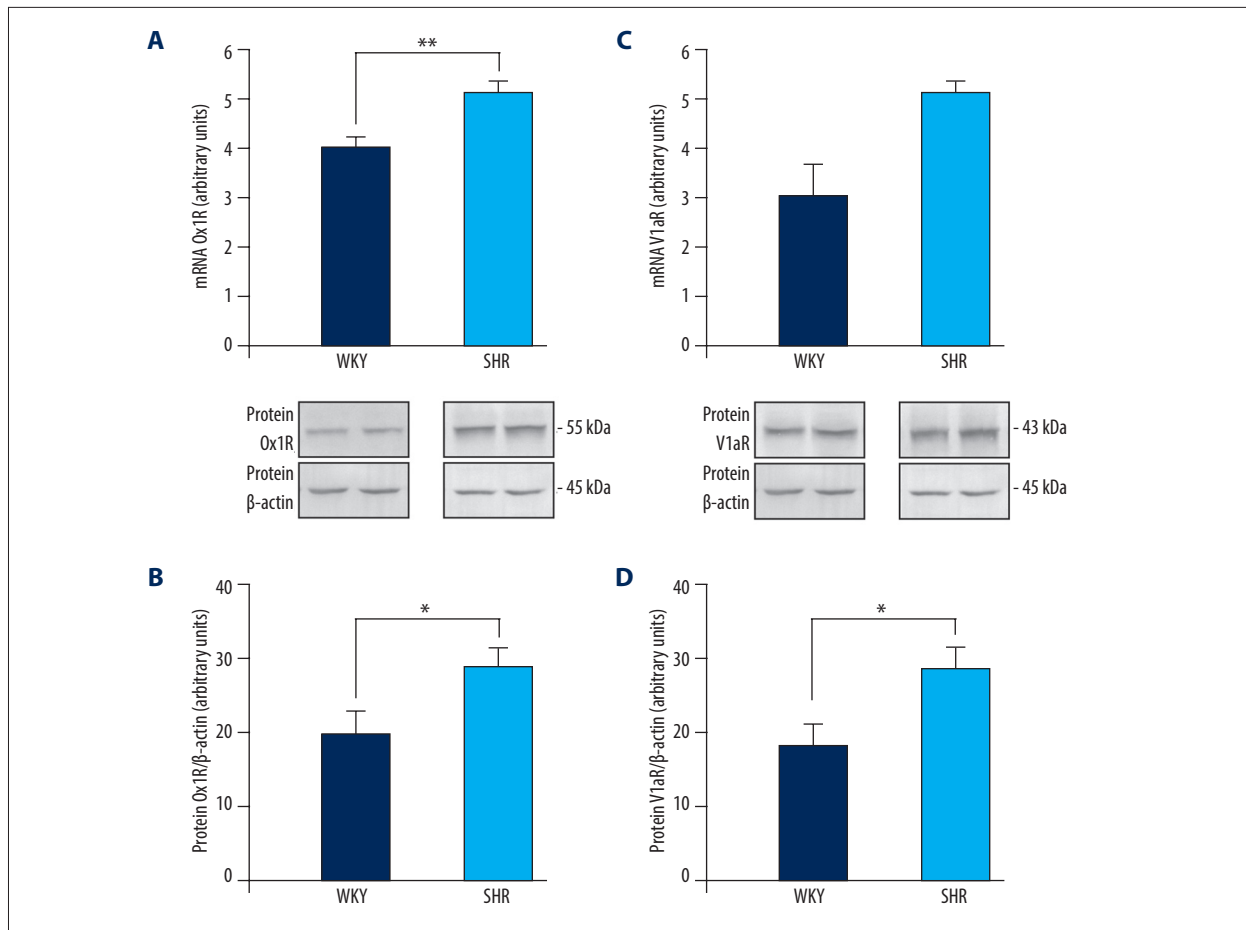 A
**
6
5
4
3
2
1
0
mRNA Ox1R (arbitrary units)
WKY
SHR
Protein
Ox1R
- 55 kDa
Protein
β-actin
- 45 kDa
B
*
40
30
20
10
0
Protein Ox1R/β-actin (arbitrary units)
WKY
SHR
C
6
5
4
3
2
1
0
mRNA V1aR (arbitrary units)
WKY
SHR
Protein
V1aR
- 43 kDa
Protein
β-actin
- 45 kDa
D
*
40
30
20
10
0
Protein V1aR/β-actin (arbitrary units)
WKY
SHR